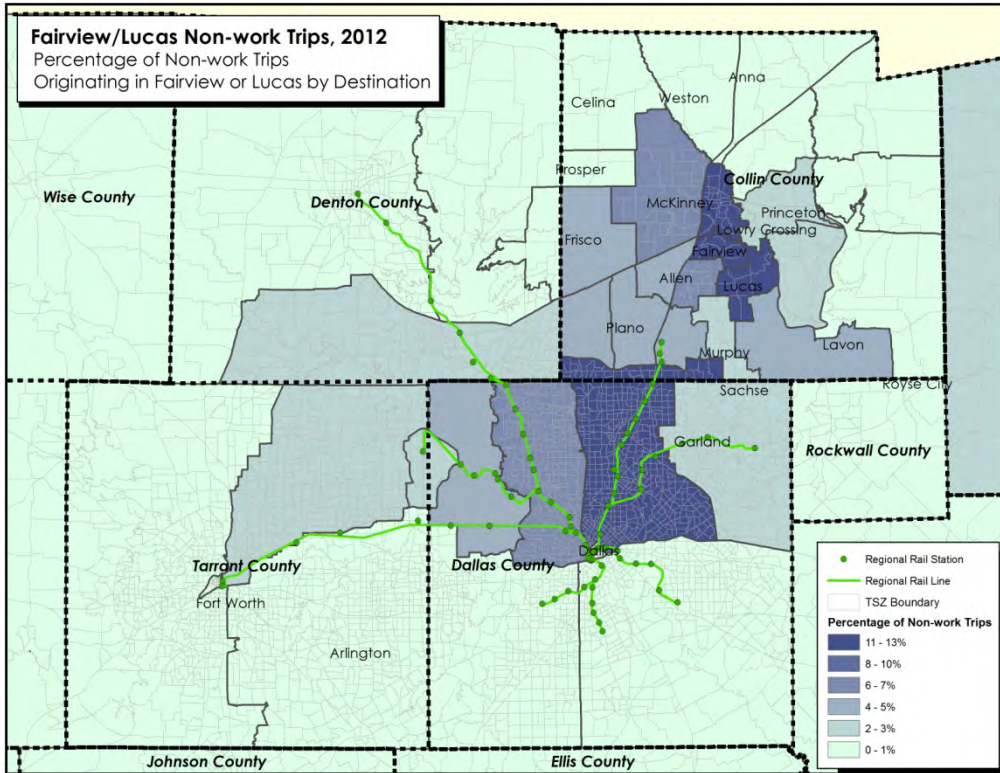 Fairview/Lucas Non-work Trips, 2012
Percentage of Non-work Trips
Originating in Fairview or Lucas by Destination
Anna
Weston
Celina
Prosper
Collin County
Wise County
Denton County
McKinney
Princeton
Lowry Crossing
Frisco
Fairview
Allen
Lucas
Plano
Lavon
Murphy
Sachse
Royse City
Garland
Rockwall County
Dallas
Tarrant County
Dallas County
Fort Worth
Arlington
Johnson County
Ellis County
Regional Rail Station
Regional Rail Line
TSZ Boundary
Percentage of Non-work Trips
11 - 13%
8 - 10%
6 - 7%
4 - 5%
2 - 3%
0 - 1%